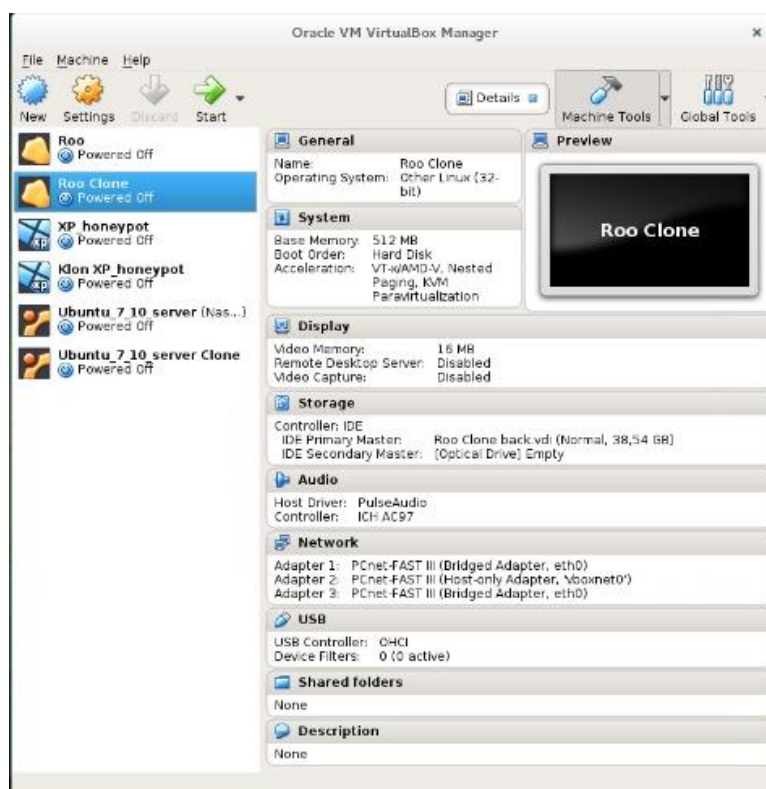 Oracle VM VirtualBox Manager
File Machine Help
New Settings Discard Start
Details
Machine Tools
Global Tools
Roo
Powered Off
Roo Clone
Powered Off
XP_honeypot
Powered Off
Klon XP_honeypot
Powered Off
Ubuntu_7_10_server (Nas...)
Powered Off
Ubuntu_7_10_server Clone
Powered Off
General
Name: Roo Clone
Operating System: Other Linux (32-
bit)
System
Base Memory: 512 MB
Boot Order: Hard Disk
Acceleration: VT-x/AMD-V, Nested
Paging, KVM
Paravirtualization
Preview
Roo Clone
Display
Video Memory: 16 MB
Remote Desktop Server: Disabled
Video Capture: Disabled
Storage
Controller: IDE
IDE Primary Master: Roo Clone back.vdi (Normal, 38,54 GB)
IDE Secondary Master: [Optical Drive] Empty
Audio
Host Driver: PulseAudio
Controller: ICH AC97
Network
Adapter 1: PCnet-FAST III (Bridged Adapter, eth0)
Adapter 2: PCnet-FAST III (Host-only Adapter, 'vboxnet0')
Adapter 3: PCnet-FAST III (Bridged Adapter, eth0)
USB
USB Controller: OHCI
Device Filters: 0 (0 active)
Shared folders
None
Description
None